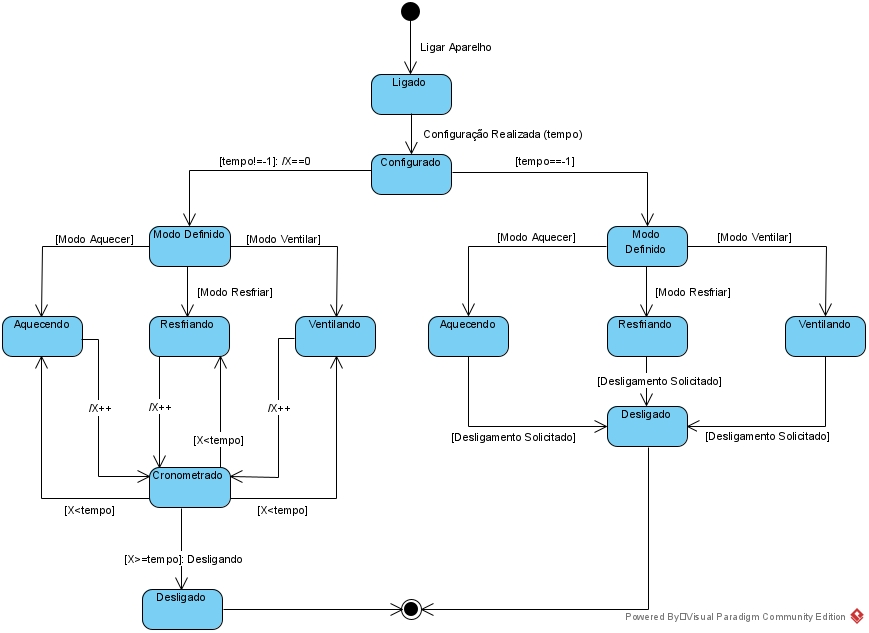 Ligar Aparelho
Ligado
Configuração Realizada (tempo)
[tempo!=-1]: /X==0
Configurado
[tempo==-1]
[Modo Aquecer]
Modo Definido
[Modo Ventilar]
[Modo Aquecer]
Modo
Definido
[Modo Ventilar]
[Modo Resfriar]
[Modo Resfriar]
Aquecendo
Resfriando
Ventilando
Aquecendo
Resfriando
Ventilando
/X++
/X++
/X++
[Desligamento Solicitado]
[X<tempo]
Desligado
[Desligamento Solicitado]
[Desligamento Solicitado]
Cronometrado
[X<tempo]
[X<tempo]
[X>=tempo]: Desligando
Desligado
Powered By□Visual Paradigm Community Edition